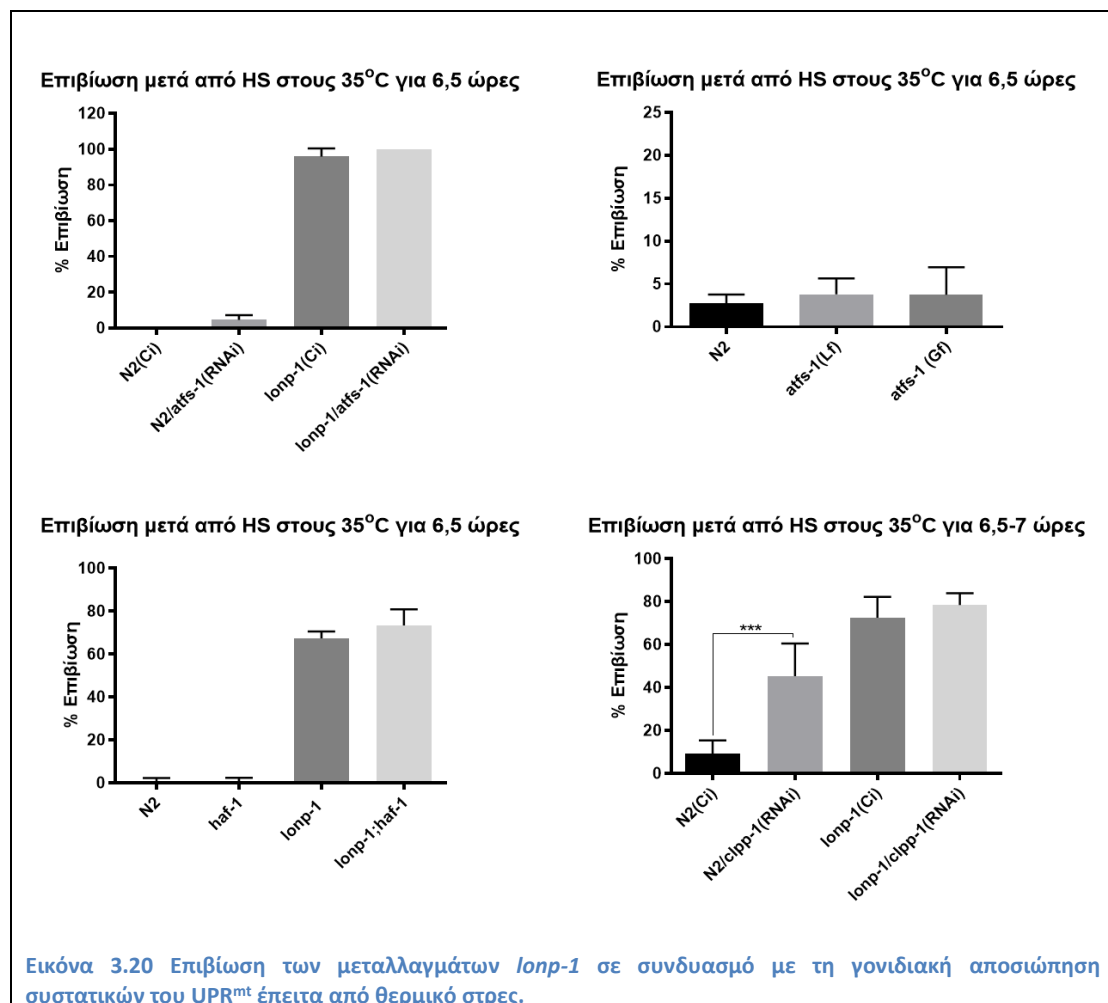 Επιβίωση μετά από HS στους 35°C για 6,5 ώρες
% Επιβίωση
120
100
80
60
40
20
0
N2(Ci)
N2/atfs-1(RNAi)
lonp-1(Ci)
lonp-1/atfs-1(RNAi)
Επιβίωση μετά από HS στους 35°C για 6,5 ώρες
% Επιβίωση
25
20
15
10
5
0
N2
atfs-1(Lf)
atfs-1 (Gf)
Επιβίωση μετά από HS στους 35°C για 6,5 ώρες
% Επιβίωση
100
80
60
40
20
0
N2
haf-1
lonp-1
lonp-1;haf-1
Επιβίωση μετά από HS στους 35°C για 6,5-7 ώρες
% Επιβίωση
100
80
60
40
20
0
***
N2(Ci)
N2/clpp-1(RNAi)
lonp-1(Ci)
lonp-1/clpp-1(RNAi)
Εικόνα 3.20 Επιβίωση των μεταλλαγμάτων lonp-1 σε συνδυασμό με τη γονιδιακή αποσιώπηση
συστατικών του UPRᵐᵗ έπειτα από θερμικό στρες.